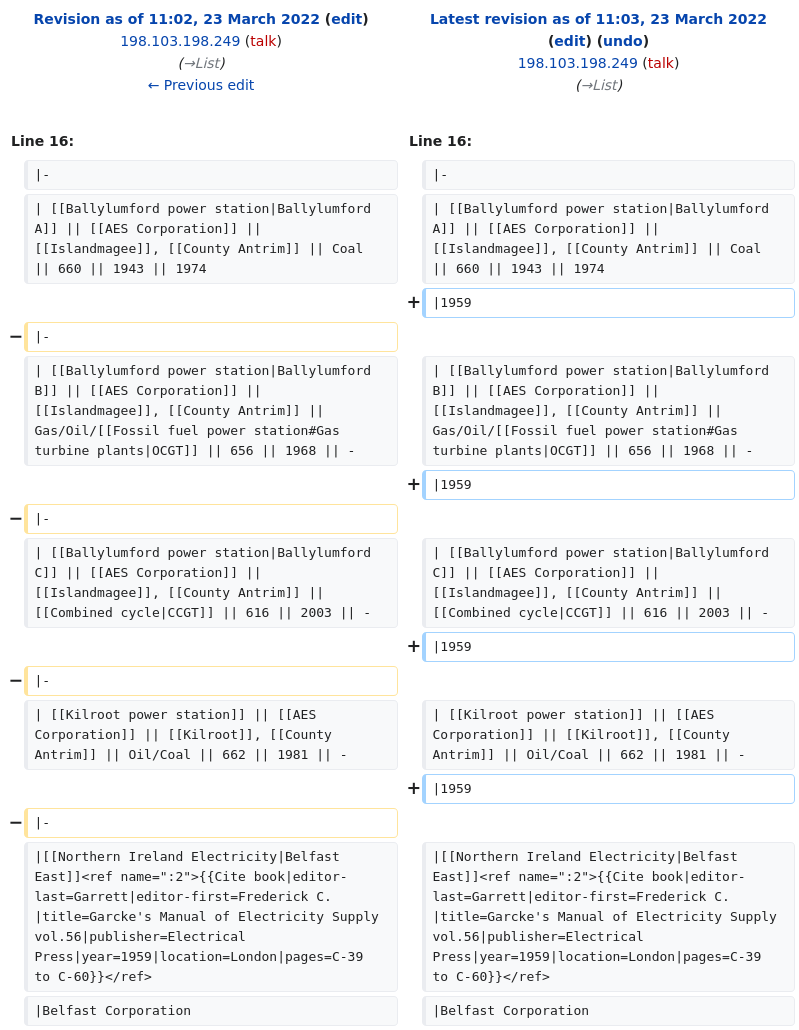 Revision as of 11:02, 23 March 2022 (edit)
198.103.198.249 (talk)
(→List)
← Previous edit
Latest revision as of 11:03, 23 March 2022
(edit) (undo)
198.103.198.249 (talk)
(→List)
Line 16:
Line 16:
|-
|-
| [[Ballylumford power station|Ballylumford
A]] || [[AES Corporation]] ||
[[Islandmagee]], [[County Antrim]] || Coal
|| 660 || 1943 || 1974
| [[Ballylumford power station|Ballylumford
A]] || [[AES Corporation]] ||
[[Islandmagee]], [[County Antrim]] || Coal
|| 660 || 1943 || 1974
+ |1959
− |-
| [[Ballylumford power station|Ballylumford
B]] || [[AES Corporation]] ||
[[Islandmagee]], [[County Antrim]] ||
Gas/Oil/[[Fossil fuel power station#Gas
turbine plants|OCGT]] || 656 || 1968 || -
| [[Ballylumford power station|Ballylumford
B]] || [[AES Corporation]] ||
[[Islandmagee]], [[County Antrim]] ||
Gas/Oil/[[Fossil fuel power station#Gas
turbine plants|OCGT]] || 656 || 1968 || -
+ |1959
− |-
| [[Ballylumford power station|Ballylumford
C]] || [[AES Corporation]] ||
[[Islandmagee]], [[County Antrim]] ||
[[Combined cycle|CCGT]] || 616 || 2003 || -
| [[Ballylumford power station|Ballylumford
C]] || [[AES Corporation]] ||
[[Islandmagee]], [[County Antrim]] ||
[[Combined cycle|CCGT]] || 616 || 2003 || -
+ |1959
− |-
| [[Kilroot power station]] || [[AES
Corporation]] || [[Kilroot]], [[County
Antrim]] || Oil/Coal || 662 || 1981 || -
| [[Kilroot power station]] || [[AES
Corporation]] || [[Kilroot]], [[County
Antrim]] || Oil/Coal || 662 || 1981 || -
+ |1959
− |-
|[[Northern Ireland Electricity|Belfast
East]]<ref name=":2">{{Cite book|editor-
last=Garrett|editor-first=Frederick C.
|title=Garcke's Manual of Electricity Supply
vol.56|publisher=Electrical
Press|year=1959|location=London|pages=C-39
to C-60}}</ref>
|[[Northern Ireland Electricity|Belfast
East]]<ref name=":2">{{Cite book|editor-
last=Garrett|editor-first=Frederick C.
|title=Garcke's Manual of Electricity Supply
vol.56|publisher=Electrical
Press|year=1959|location=London|pages=C-39
to C-60}}</ref>
|Belfast Corporation
|Belfast Corporation